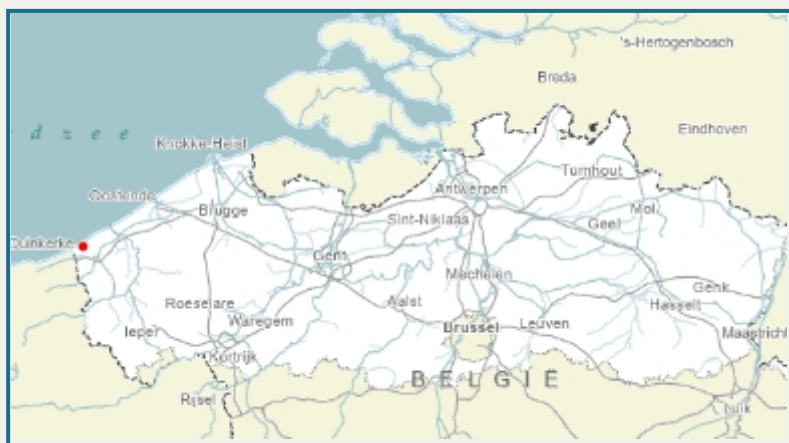 's-Hertogenbosch
Breda
d z e e
Eindhoven
Knokke-Heist
Turnhout
Antwerpen
Oostende
Mol
Brugge
Sint-Niklaas
Geel
Duinkerke
Gent
Mechelen
Genk
Roeselare
Aalst
Hasselt
Waregem
Brussel
Leuven
Ieper
Maastricht
Kortrijk
BELGIË
Rijsel
Luik